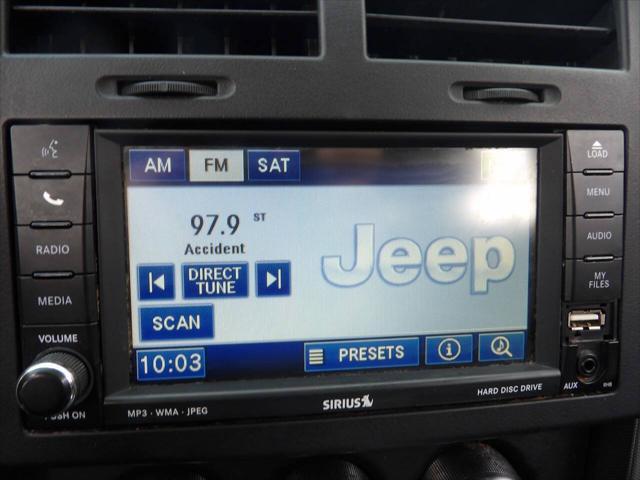 AM FM SAT
LOAD
97.9 ST
Accident
Jeep
MENU
RADIO
AUDIO
DIRECT TUNE
MEDIA
MY FILES
SCAN
VOLUME
10:03
PRESETS
i
PUSH ON
MP3 · WMA · JPEG
SIRIUS
HARD DISC DRIVE
AUX